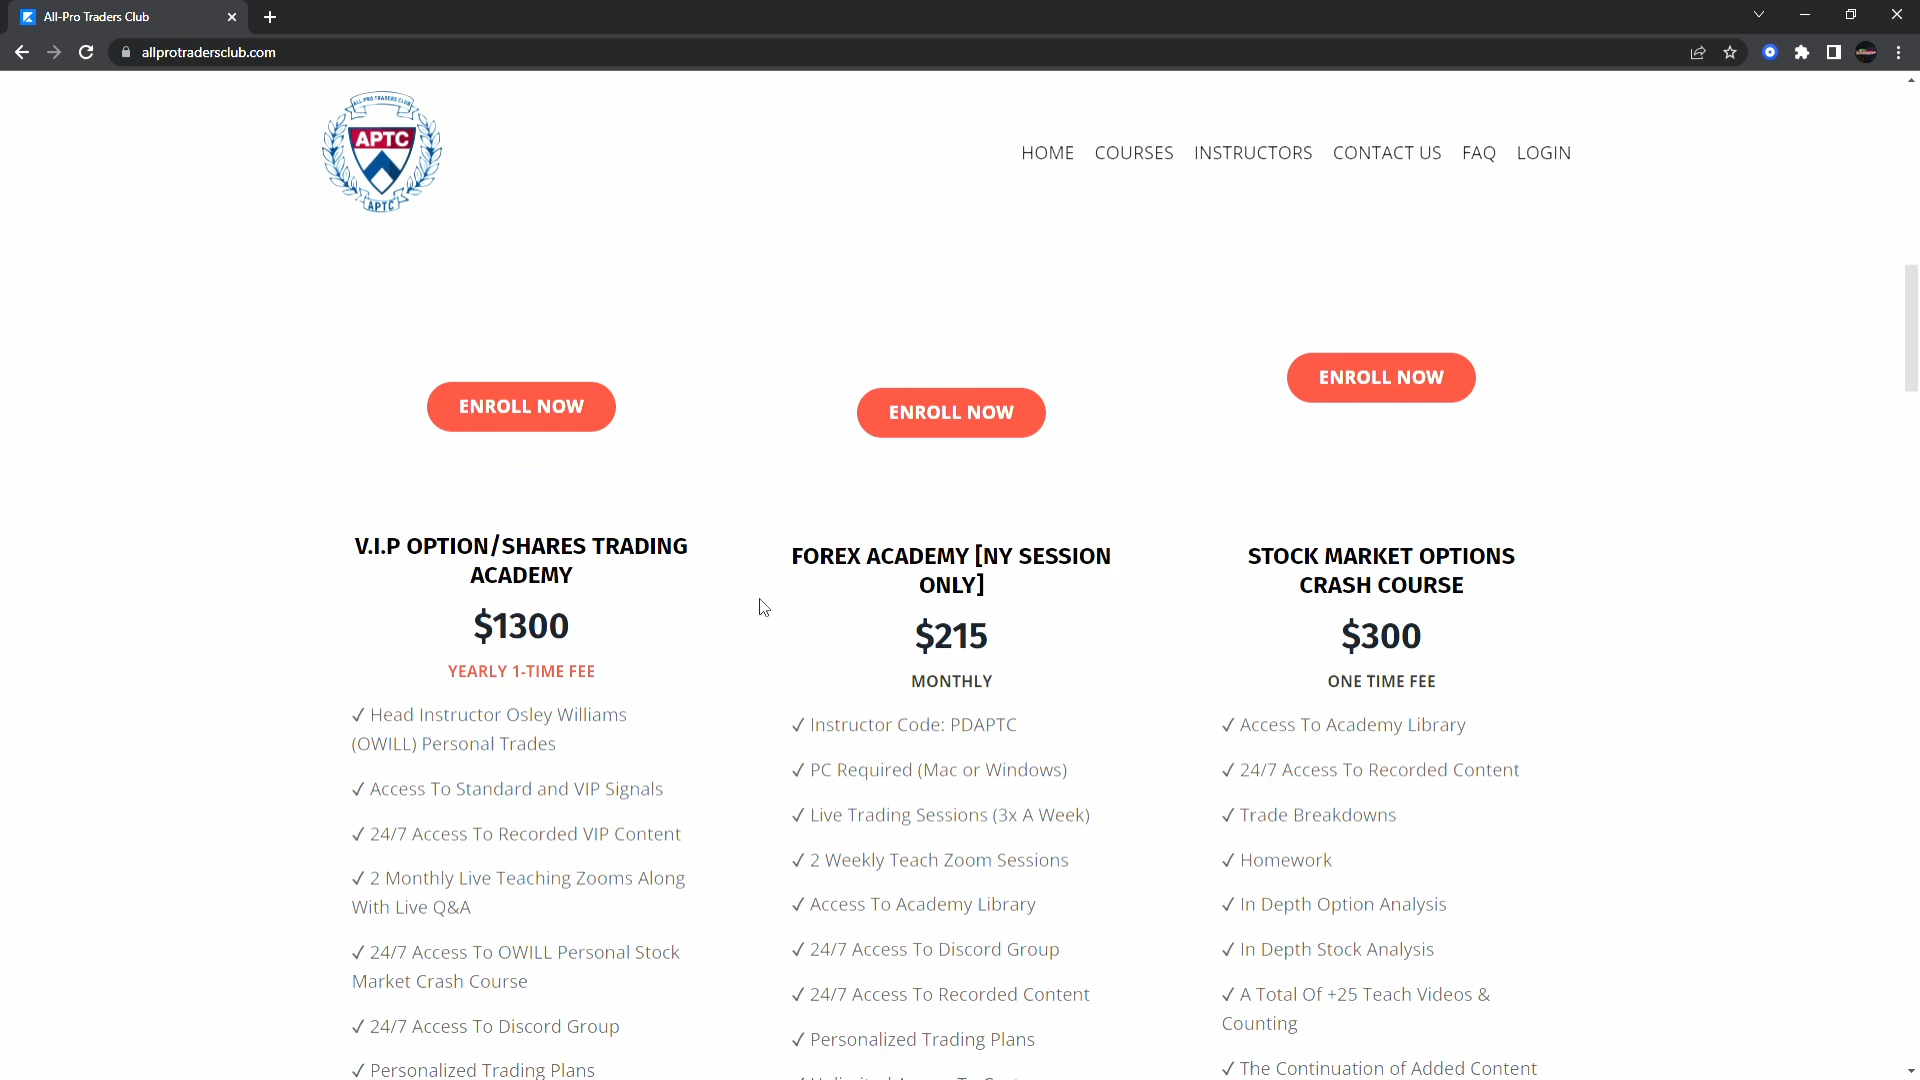 All-Pro Traders Club
allprotradersclub.com
ALL-PRO TRADERS CLUB
APTC
APTC
HOME COURSES INSTRUCTORS CONTACT US FAQ LOGIN
ENROLL NOW
ENROLL NOW
ENROLL NOW
V.I.P OPTION/SHARES TRADING
ACADEMY
$1300
YEARLY 1-TIME FEE
✓ Head Instructor Osley Williams
(OWILL) Personal Trades
✓ Access To Standard and VIP Signals
✓ 24/7 Access To Recorded VIP Content
✓ 2 Monthly Live Teaching Zooms Along
With Live Q&A
✓ 24/7 Access To OWILL Personal Stock
Market Crash Course
✓ 24/7 Access To Discord Group
✓ Personalized Trading Plans
FOREX ACADEMY [NY SESSION
ONLY]
$215
MONTHLY
✓ Instructor Code: PDAPTC
✓ PC Required (Mac or Windows)
✓ Live Trading Sessions (3x A Week)
✓ 2 Weekly Teach Zoom Sessions
✓ Access To Academy Library
✓ 24/7 Access To Discord Group
✓ 24/7 Access To Recorded Content
✓ Personalized Trading Plans
STOCK MARKET OPTIONS
CRASH COURSE
$300
ONE TIME FEE
✓ Access To Academy Library
✓ 24/7 Access To Recorded Content
✓ Trade Breakdowns
✓ Homework
✓ In Depth Option Analysis
✓ In Depth Stock Analysis
✓ A Total Of +25 Teach Videos &
Counting
✓ The Continuation of Added Content